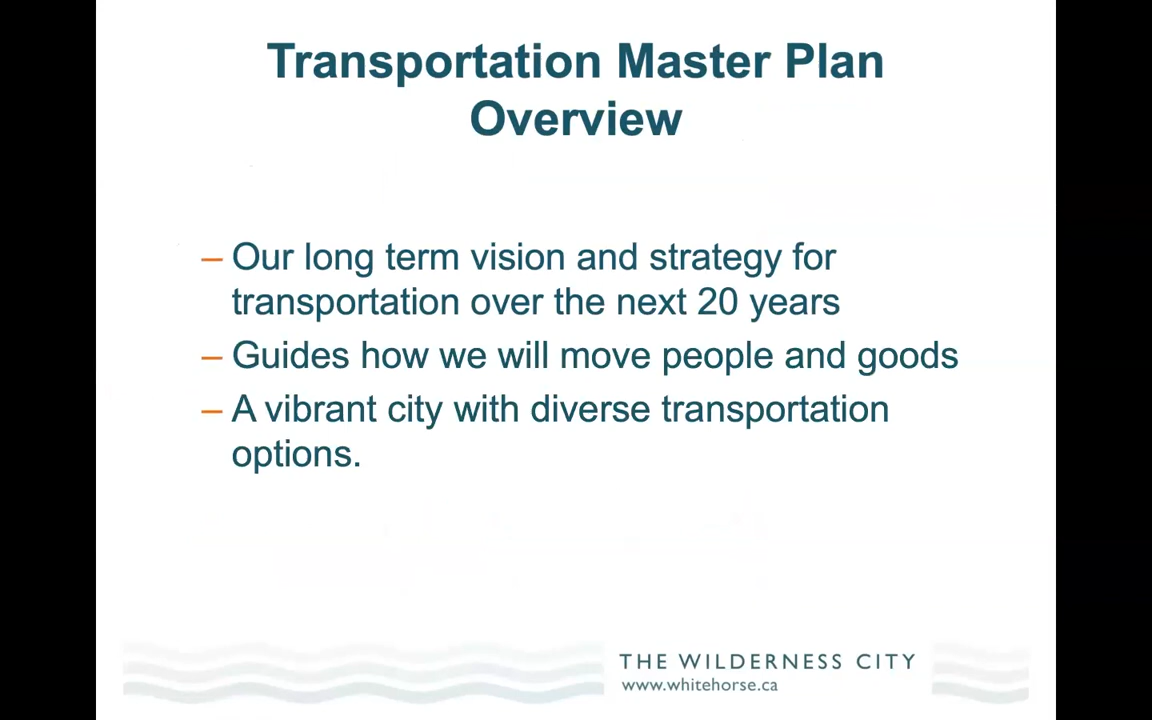 Transportation Master Plan
Overview
– Our long term vision and strategy for
transportation over the next 20 years
– Guides how we will move people and goods
– A vibrant city with diverse transportation
options.
THE WILDERNESS CITY
www.whitehorse.ca